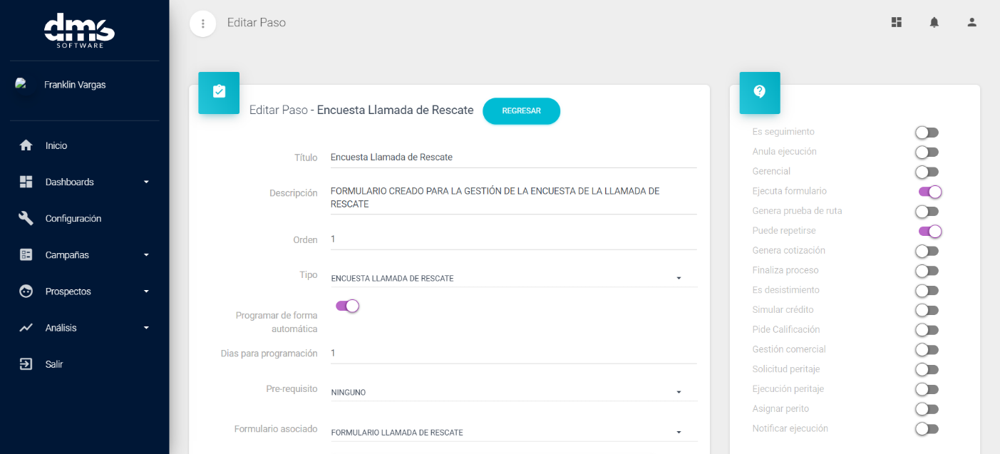 dms
SOFTWARE
Franklin Vargas
Inicio
Dashboards
Configuración
Campañas
Prospectos
Análisis
Salir
Editar Paso
Editar Paso - Encuesta Llamada de Rescate
REGRESAR
Título
Encuesta Llamada de Rescate
Descripción
FORMULARIO CREADO PARA LA GESTIÓN DE LA ENCUESTA DE LA LLAMADA DE
RESCATE
Orden
1
Tipo
ENCUESTA LLAMADA DE RESCATE
Programar de forma
automática
Dias para programación
1
Pre-requisito
NINGUNO
Formulario asociado
FORMULARIO LLAMADA DE RESCATE
Es seguimiento
Anula ejecución
Gerencial
Ejecuta formulario
Genera prueba de ruta
Puede repetirse
Genera cotización
Finaliza proceso
Es desistimiento
Simular crédito
Pide Calificación
Gestión comercial
Solicitud peritaje
Ejecución peritaje
Asignar perito
Notificar ejecución